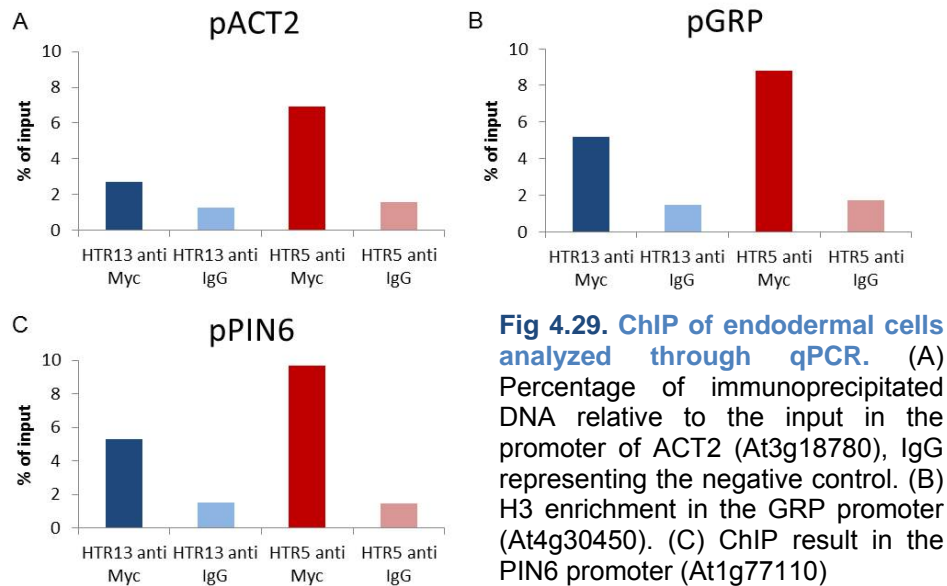 A
pACT2
10
8
6
4
2
0
% of input
HTR13 anti Myc
HTR13 anti IgG
HTR5 anti Myc
HTR5 anti IgG
B
pGRP
10
8
6
4
2
0
% of input
HTR13 anti Myc
HTR13 anti IgG
HTR5 anti Myc
HTR5 anti IgG
C
pPIN6
10
8
6
4
2
0
% of input
HTR13 anti Myc
HTR13 anti IgG
HTR5 anti Myc
HTR5 anti IgG
Fig 4.29. ChIP of endodermal cells
analyzed through qPCR. (A)
Percentage of immunoprecipitated
DNA relative to the input in the
promoter of ACT2 (At3g18780), IgG
representing the negative control. (B)
H3 enrichment in the GRP promoter
(At4g30450). (C) ChIP result in the
PIN6 promoter (At1g77110)